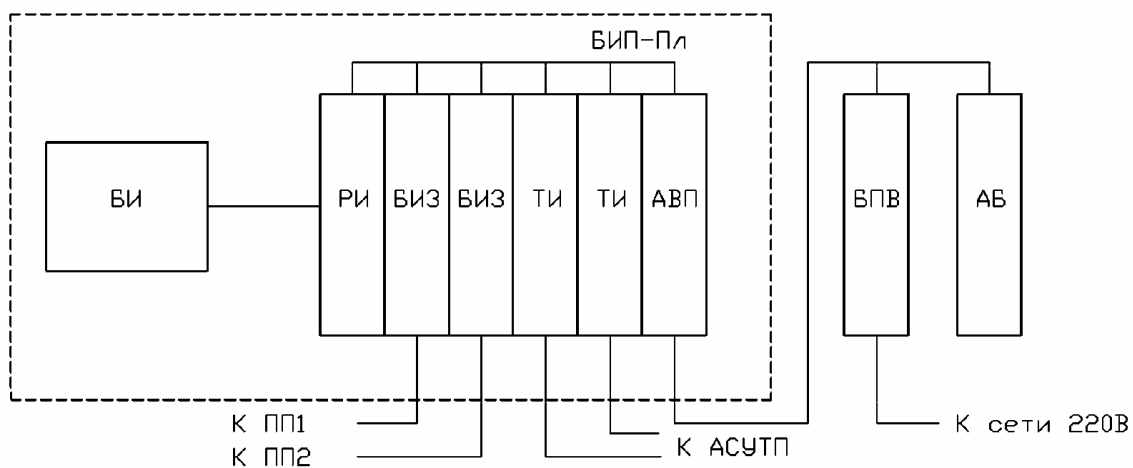 БИП-Пл
БИ
РИ
БИЗ
БИЗ
ТИ
ТИ
АВП
БПВ
АБ
К ПП1
К ПП2
К АСУТП
К сети 220В